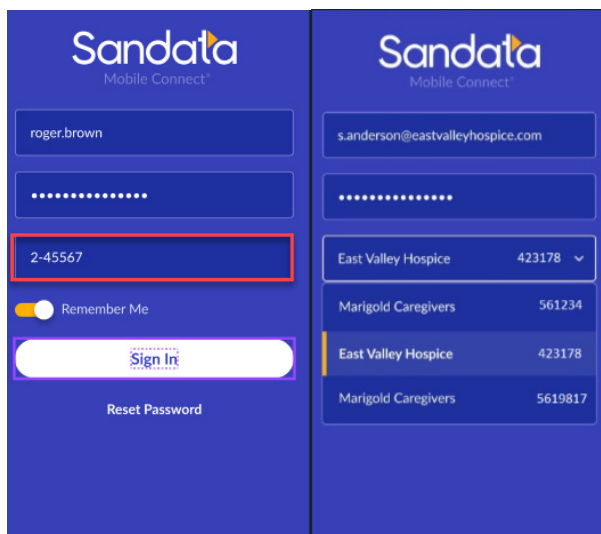 Sandata
Mobile Connect®
roger.brown
•••••••••••••••
2-45567
Remember Me
Sign In
Reset Password
Sandata
Mobile Connect®
s.anderson@eastvalleyhospice.com
•••••••••••••••
East Valley Hospice 423178
Marigold Caregivers 561234
East Valley Hospice 423178
Marigold Caregivers 5619817